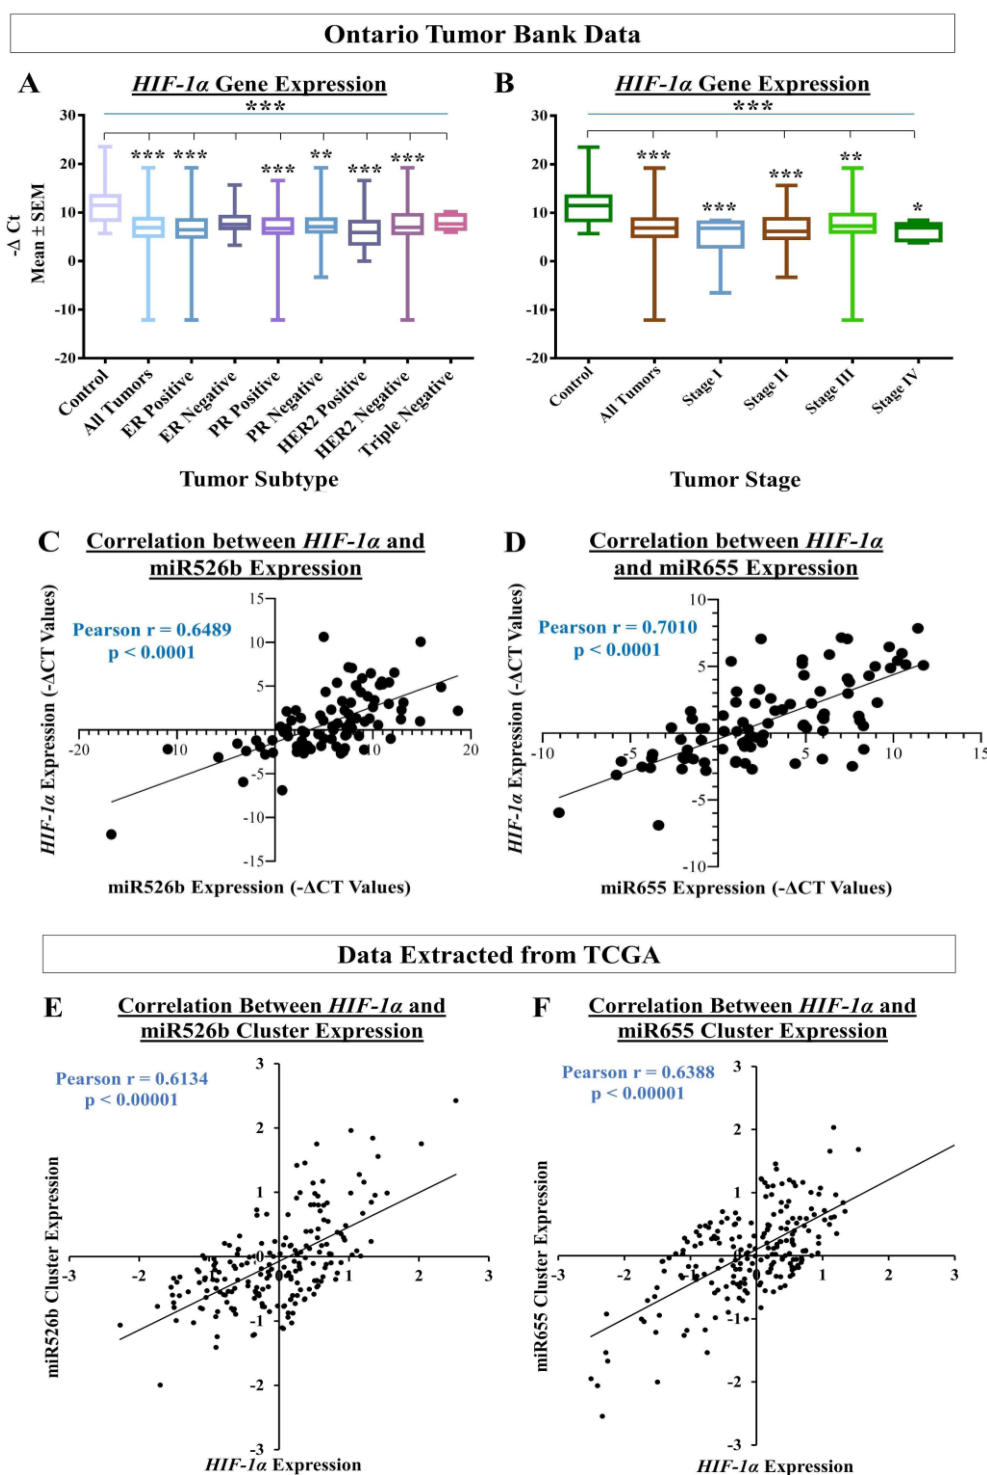 Ontario Tumor Bank Data
A
HIF-1α Gene Expression
***
30
20
10
0
-10
-20
-Δ Ct
Mean ± SEM
***
***
***
**
***
***
Control
All Tumors
ER Positive
ER Negative
PR Positive
PR Negative
HER2 Positive
HER2 Negative
Triple Negative
Tumor Subtype
B
HIF-1α Gene Expression
***
30
20
10
0
-10
-20
***
***
***
**
*
Control
All Tumors
Stage I
Stage II
Stage III
Stage IV
Tumor Stage
C
Correlation between HIF-1α and
miR526b Expression
Pearson r = 0.6489
p < 0.0001
HIF-1α Expression (-ΔCT Values)
15
10
5
0
-5
-10
-15
-20
-10
10
20
miR526b Expression (-ΔCT Values)
D
Correlation between HIF-1α
and miR655 Expression
Pearson r = 0.7010
p < 0.0001
HIF-1α Expression (-ΔCT Values)
10
5
0
-5
-10
-10
-5
5
10
15
miR655 Expression (-ΔCT Values)
Data Extracted from TCGA
E
Correlation Between HIF-1α and
miR526b Cluster Expression
Pearson r = 0.6134
p < 0.00001
miR526b Cluster Expression
3
2
1
0
-1
-2
-3
-3
-2
-1
0
1
2
3
HIF-1α Expression
F
Correlation Between HIF-1α and
miR655 Cluster Expression
Pearson r = 0.6388
p < 0.00001
miR655 Cluster Expression
3
2
1
0
-1
-2
-3
-3
-2
-1
0
1
2
3
HIF-1α Expression